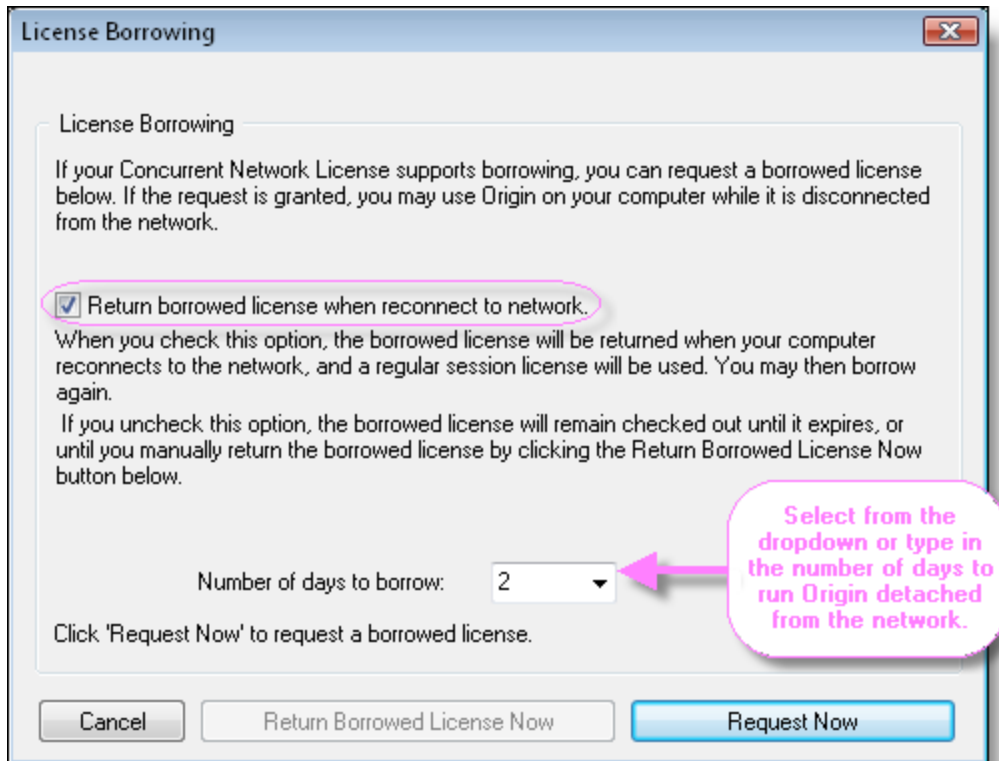 License Borrowing
License Borrowing
If your Concurrent Network License supports borrowing, you can request a borrowed license
below. If the request is granted, you may use Origin on your computer while it is disconnected
from the network.
Return borrowed license when reconnect to network.
When you check this option, the borrowed license will be returned when your computer
reconnects to the network, and a regular session license will be used. You may then borrow
again.
If you uncheck this option, the borrowed license will remain checked out until it expires, or
until you manually return the borrowed license by clicking the Return Borrowed License Now
button below.
Select from the
dropdown or type in
the number of days to
run Origin detached
from the network.
Number of days to borrow: 2
Click 'Request Now' to request a borrowed license.
Cancel Return Borrowed License Now Request Now